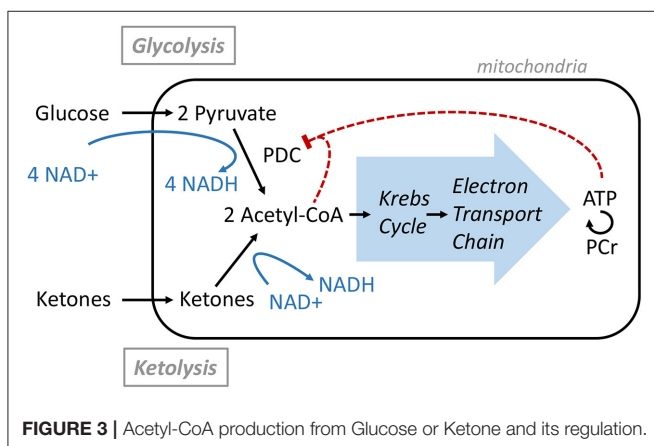 Glycolysis
mitochondria
Glucose
2 Pyruvate
PDC
4 NAD+
4 NADH
2 Acetyl-CoA
Krebs
Cycle
Electron
Transport
Chain
ATP
PCr
NADH
NAD+
Ketones
Ketones
Ketolysis
FIGURE 3 | Acetyl-CoA production from Glucose or Ketone and its regulation.